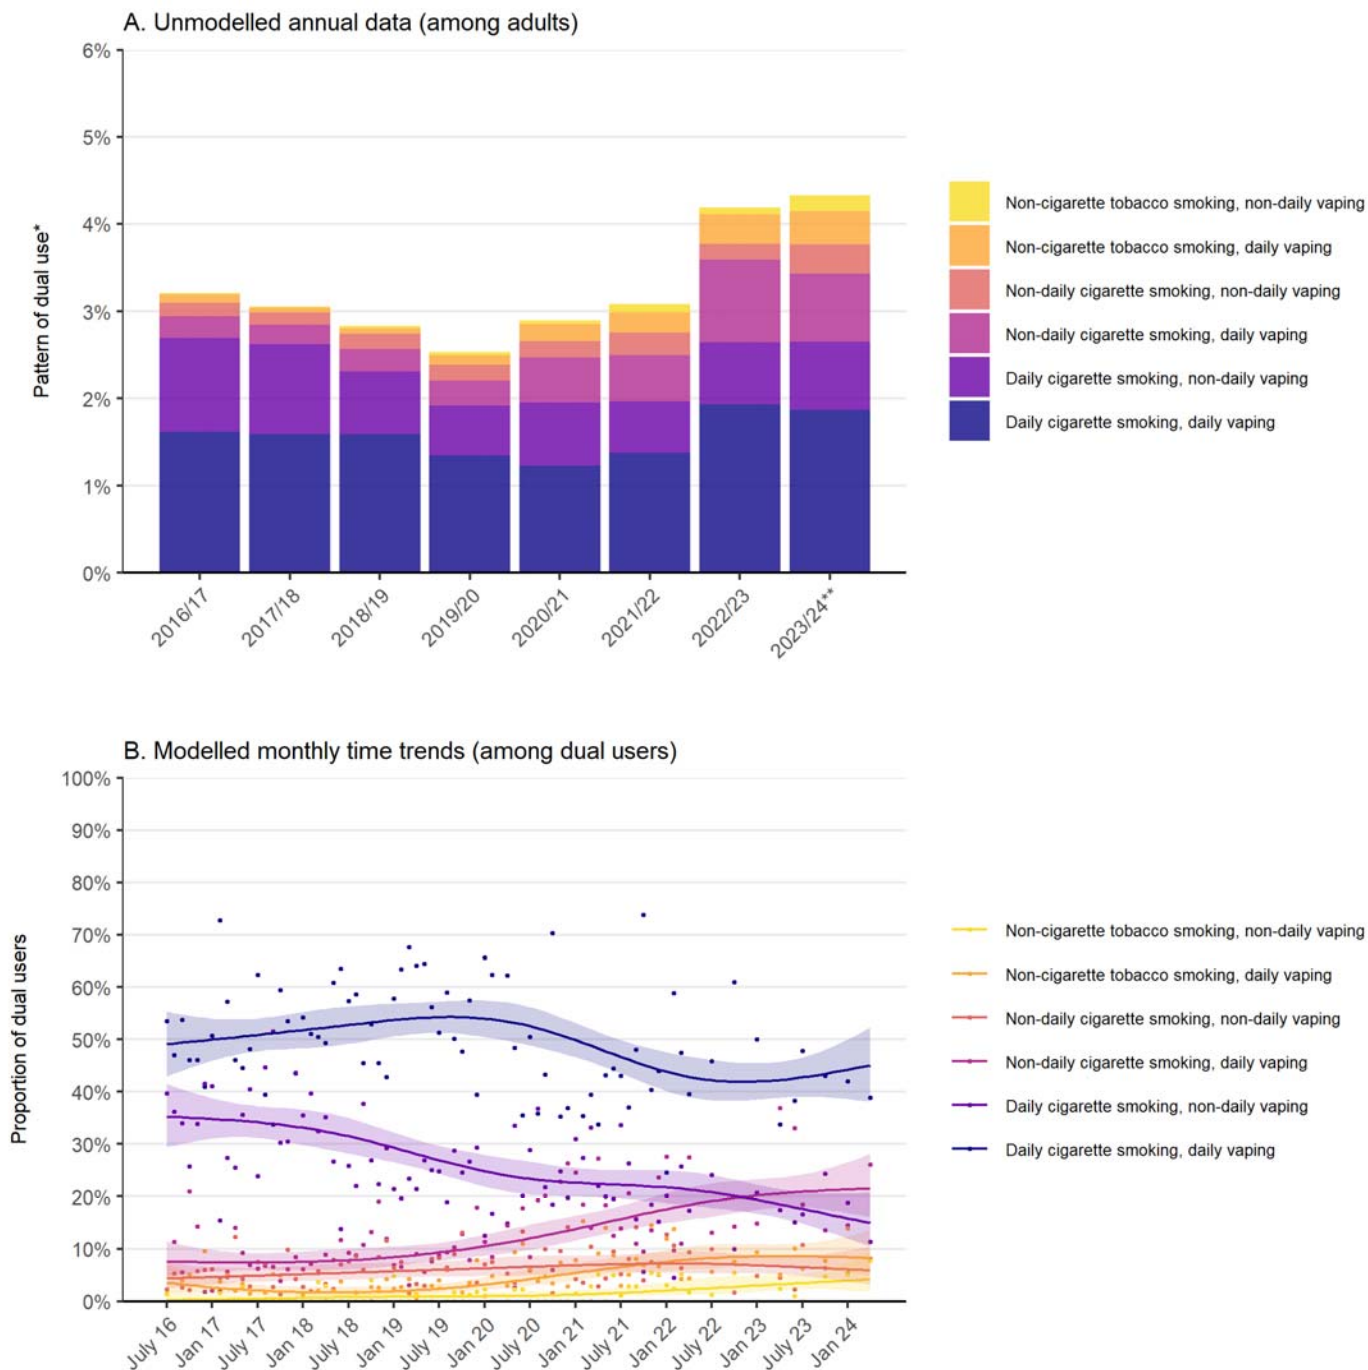 A. Unmodelled annual data (among adults)
6%
5%
4%
3%
2%
1%
0%
Pattern of dual use*
2016/17
2017/18
2018/19
2019/20
2020/21
2021/22
2022/23
2023/24**
Non-cigarette tobacco smoking, non-daily vaping
Non-cigarette tobacco smoking, daily vaping
Non-daily cigarette smoking, non-daily vaping
Non-daily cigarette smoking, daily vaping
Daily cigarette smoking, non-daily vaping
Daily cigarette smoking, daily vaping
B. Modelled monthly time trends (among dual users)
100%
90%
80%
70%
60%
50%
40%
30%
20%
10%
0%
Proportion of dual users
July 16
Jan 17
July 17
Jan 18
July 18
Jan 19
July 19
Jan 20
July 20
Jan 21
July 21
Jan 22
July 22
Jan 23
July 23
Jan 24
Non-cigarette tobacco smoking, non-daily vaping
Non-cigarette tobacco smoking, daily vaping
Non-daily cigarette smoking, non-daily vaping
Non-daily cigarette smoking, daily vaping
Daily cigarette smoking, non-daily vaping
Daily cigarette smoking, daily vaping